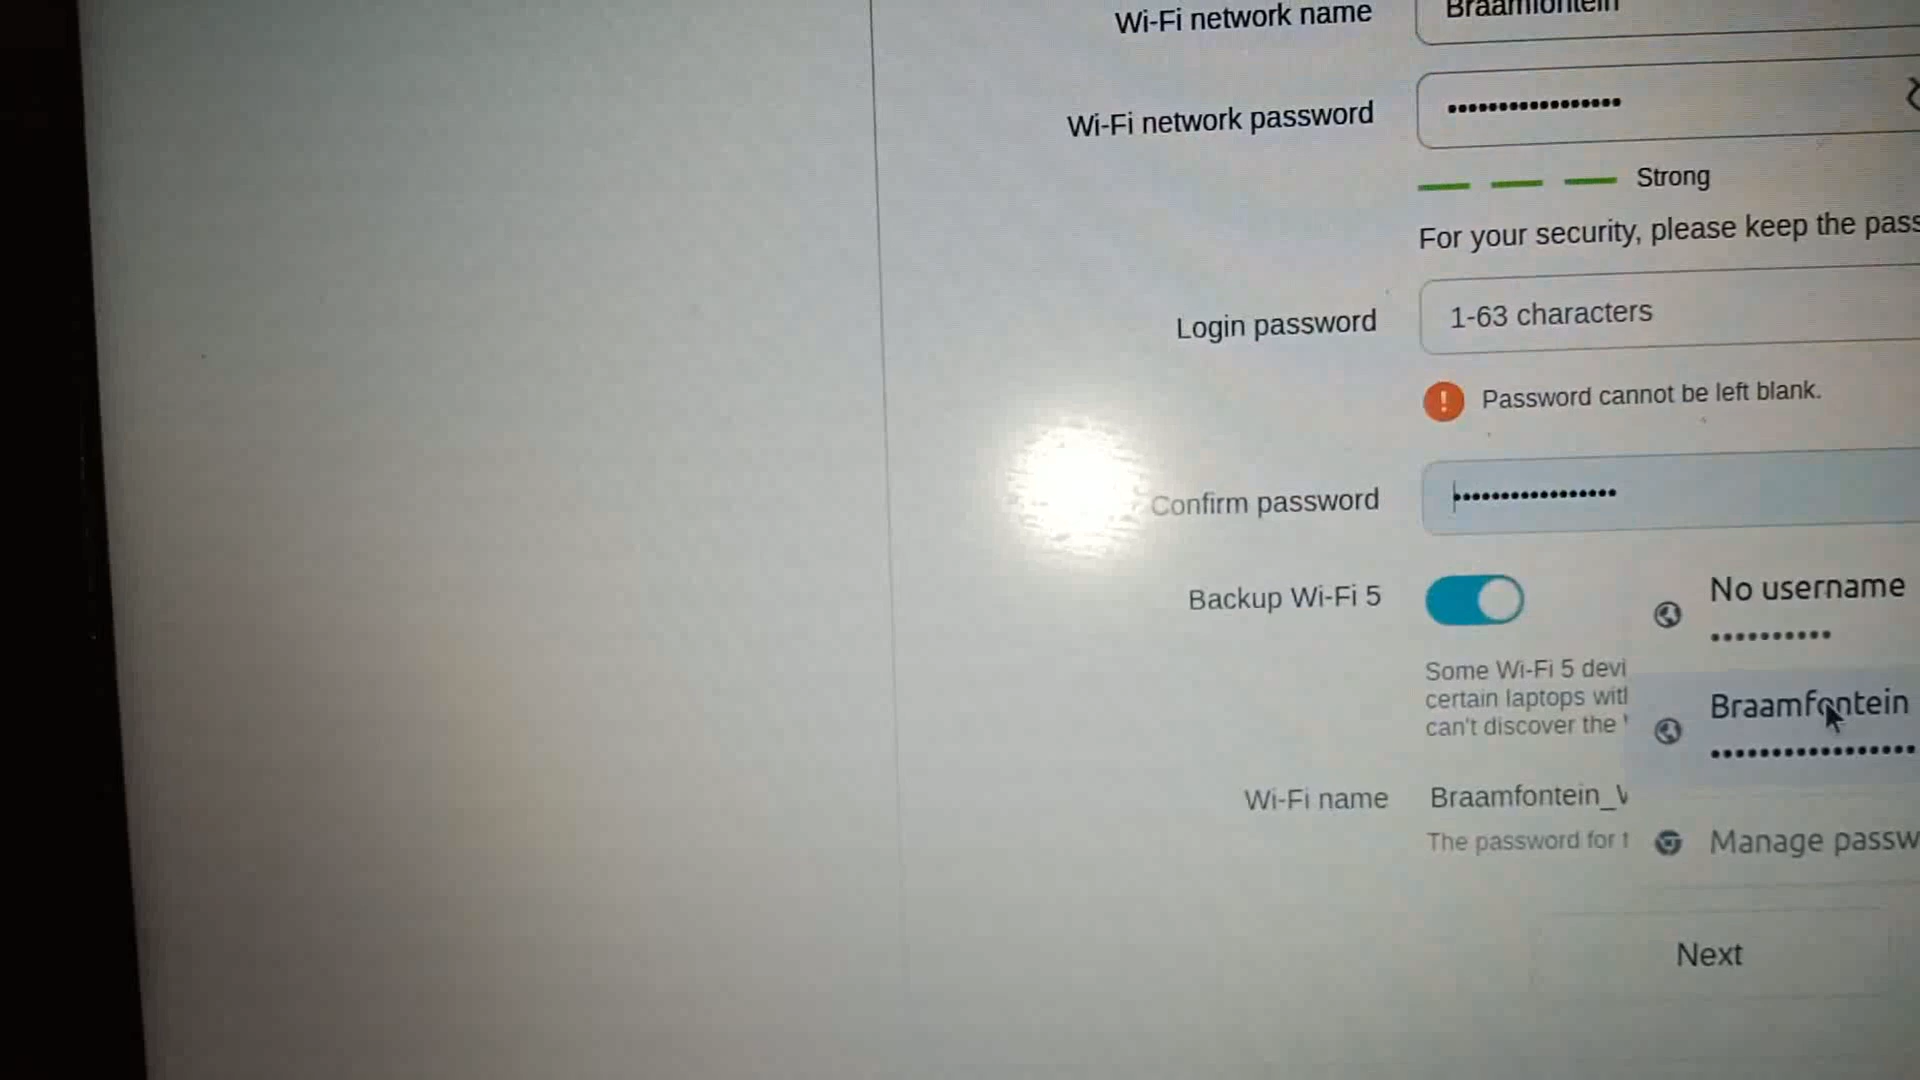 Wi-Fi network name
Braamfontein
Wi-Fi network password
•••••••••••••••••
Strong
For your security, please keep the pass
Login password
1-63 characters
! Password cannot be left blank.
Confirm password
•••••••••••••••••
Backup Wi-Fi 5
No username
••••••••••
Some Wi-Fi 5 devi
certain laptops wit
can't discover the
Braamfontein
•••••••••••••••••
Wi-Fi name
Braamfontein_
The password for t
Manage passw
Next